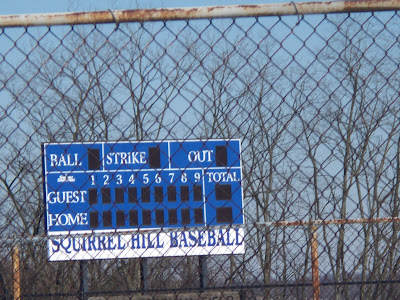 BALL STRIKE OUT
1 2 3 4 5 6 7 8 9 TOTAL
GUEST
HOME
SQUIRREL HILL BASEBALL